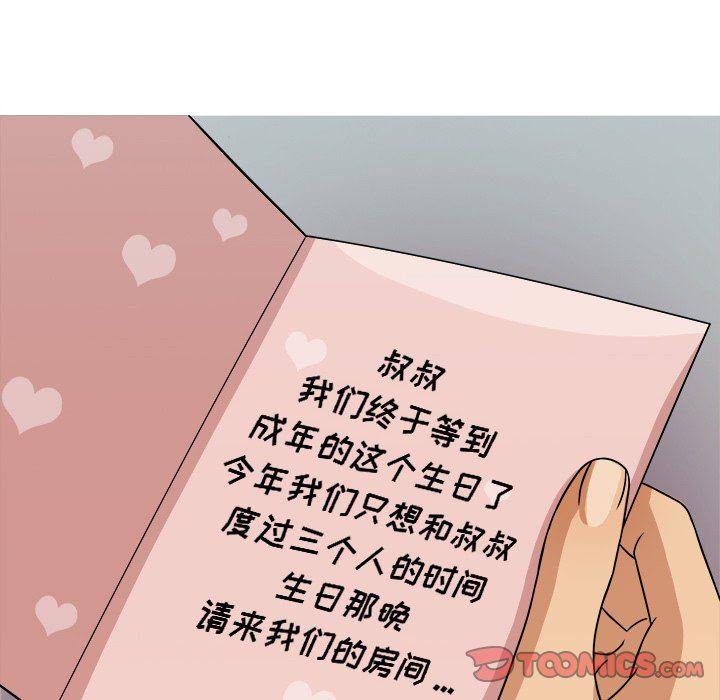 叔叔
我们终于等到
成年的这个生日了
今年我们只想和叔叔
度过三个人的时间
生日那晚
请来我们的房间...
TOOMICS.com